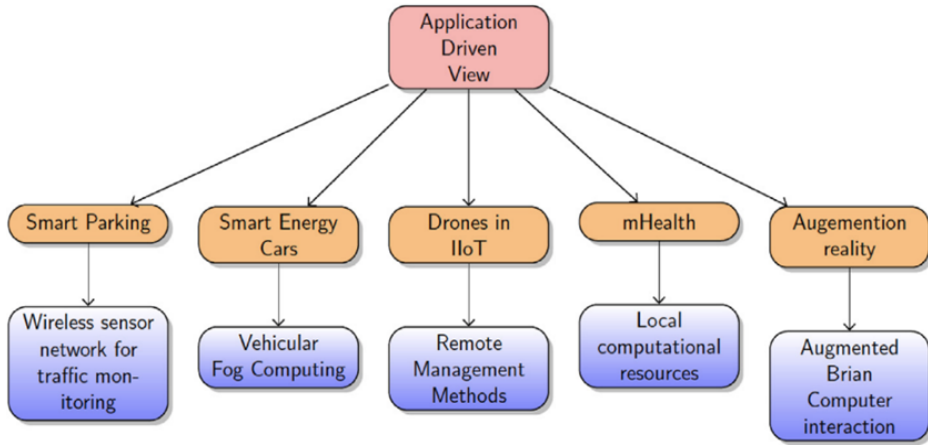 Application
Driven
View
Smart Parking
Smart Energy
Cars
Drones in
IIoT
mHealth
Augemention
reality
Wireless sensor
network for
traffic mon-
itoring
Vehicular
Fog Computing
Remote
Management
Methods
Local
computational
resources
Augmented
Brian
Computer
interaction